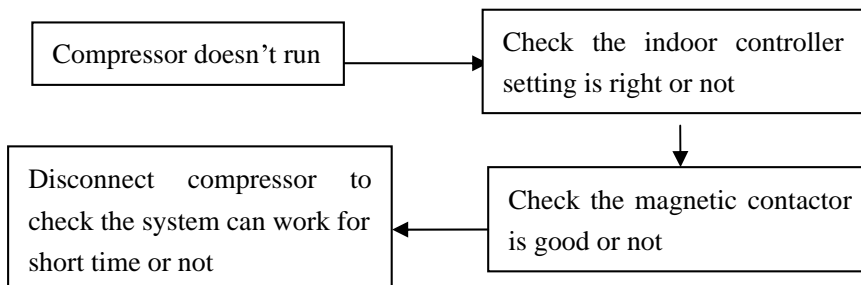 Compressor doesn’t run
Check the indoor controller
setting is right or not
Check the magnetic contactor
is good or not
Disconnect compressor to
check the system can work for
short time or not